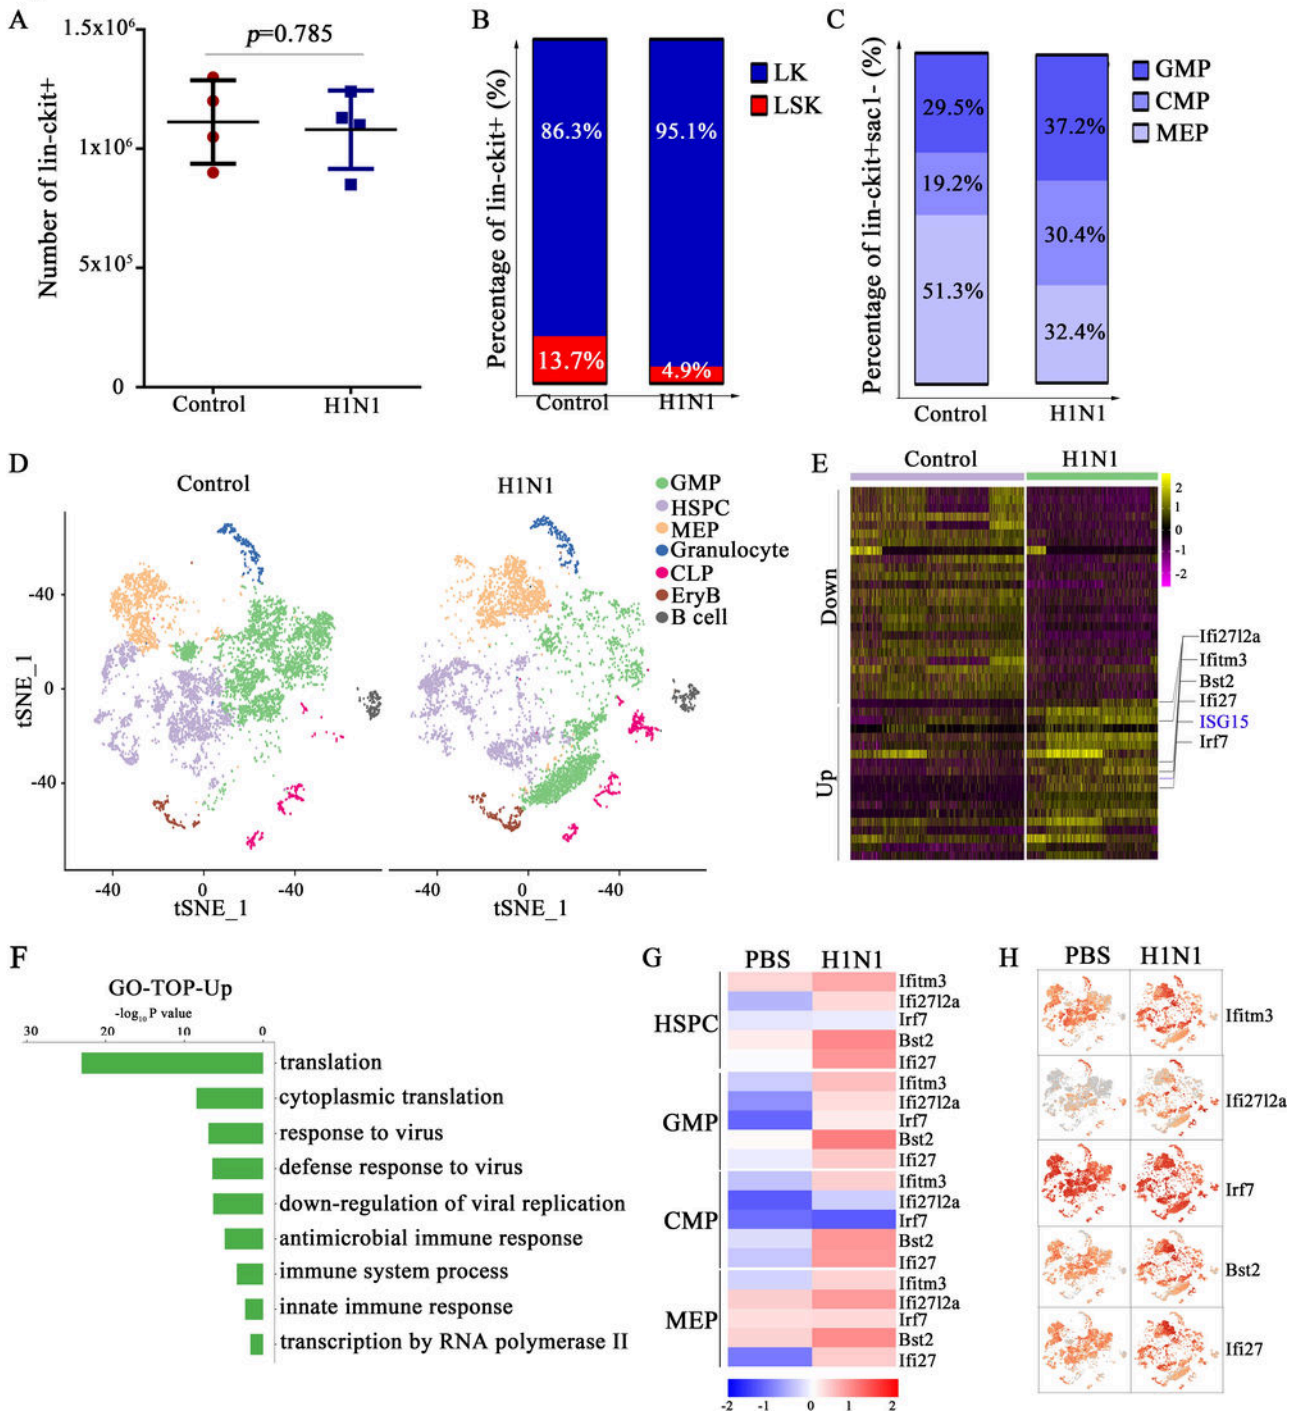 A
1.5x10⁶
p=0.785
1x10⁶
5x10⁵
0
Number of lin-ckit+
Control
H1N1
B
Percentage of lin-ckit+ (%)
86.3%
95.1%
13.7%
4.9%
Control
H1N1
LK
LSK
C
Percentage of lin-ckit+sac1- (%)
29.5%
37.2%
19.2%
30.4%
51.3%
32.4%
Control
H1N1
GMP
CMP
MEP
D
Control
H1N1
GMP
HSPC
MEP
Granulocyte
CLP
EryB
B cell
tSNE_1
-40
0
-40
-40
0
-40
-40
0
-40
tSNE_1
tSNE_1
E
Control
H1N1
Down
Up
2
1
0
-1
-2
Ifi27l2a
Ifitm3
Bst2
Ifi27
ISG15
Irf7
F
GO-TOP-Up
-log₁₀ P value
30
20
10
0
translation
cytoplasmic translation
response to virus
defense response to virus
down-regulation of viral replication
antimicrobial immune response
immune system process
innate immune response
transcription by RNA polymerase II
G
PBS
H1N1
HSPC
Ifitm3
Ifi27l2a
Irf7
Bst2
Ifi27
GMP
Ifitm3
Ifi27l2a
Irf7
Bst2
Ifi27
CMP
Ifitm3
Ifi27l2a
Irf7
Bst2
Ifi27
MEP
Ifitm3
Ifi27l2a
Irf7
Bst2
Ifi27
-2
-1
0
1
2
H
PBS
H1N1
Ifitm3
Ifi27l2a
Irf7
Bst2
Ifi27